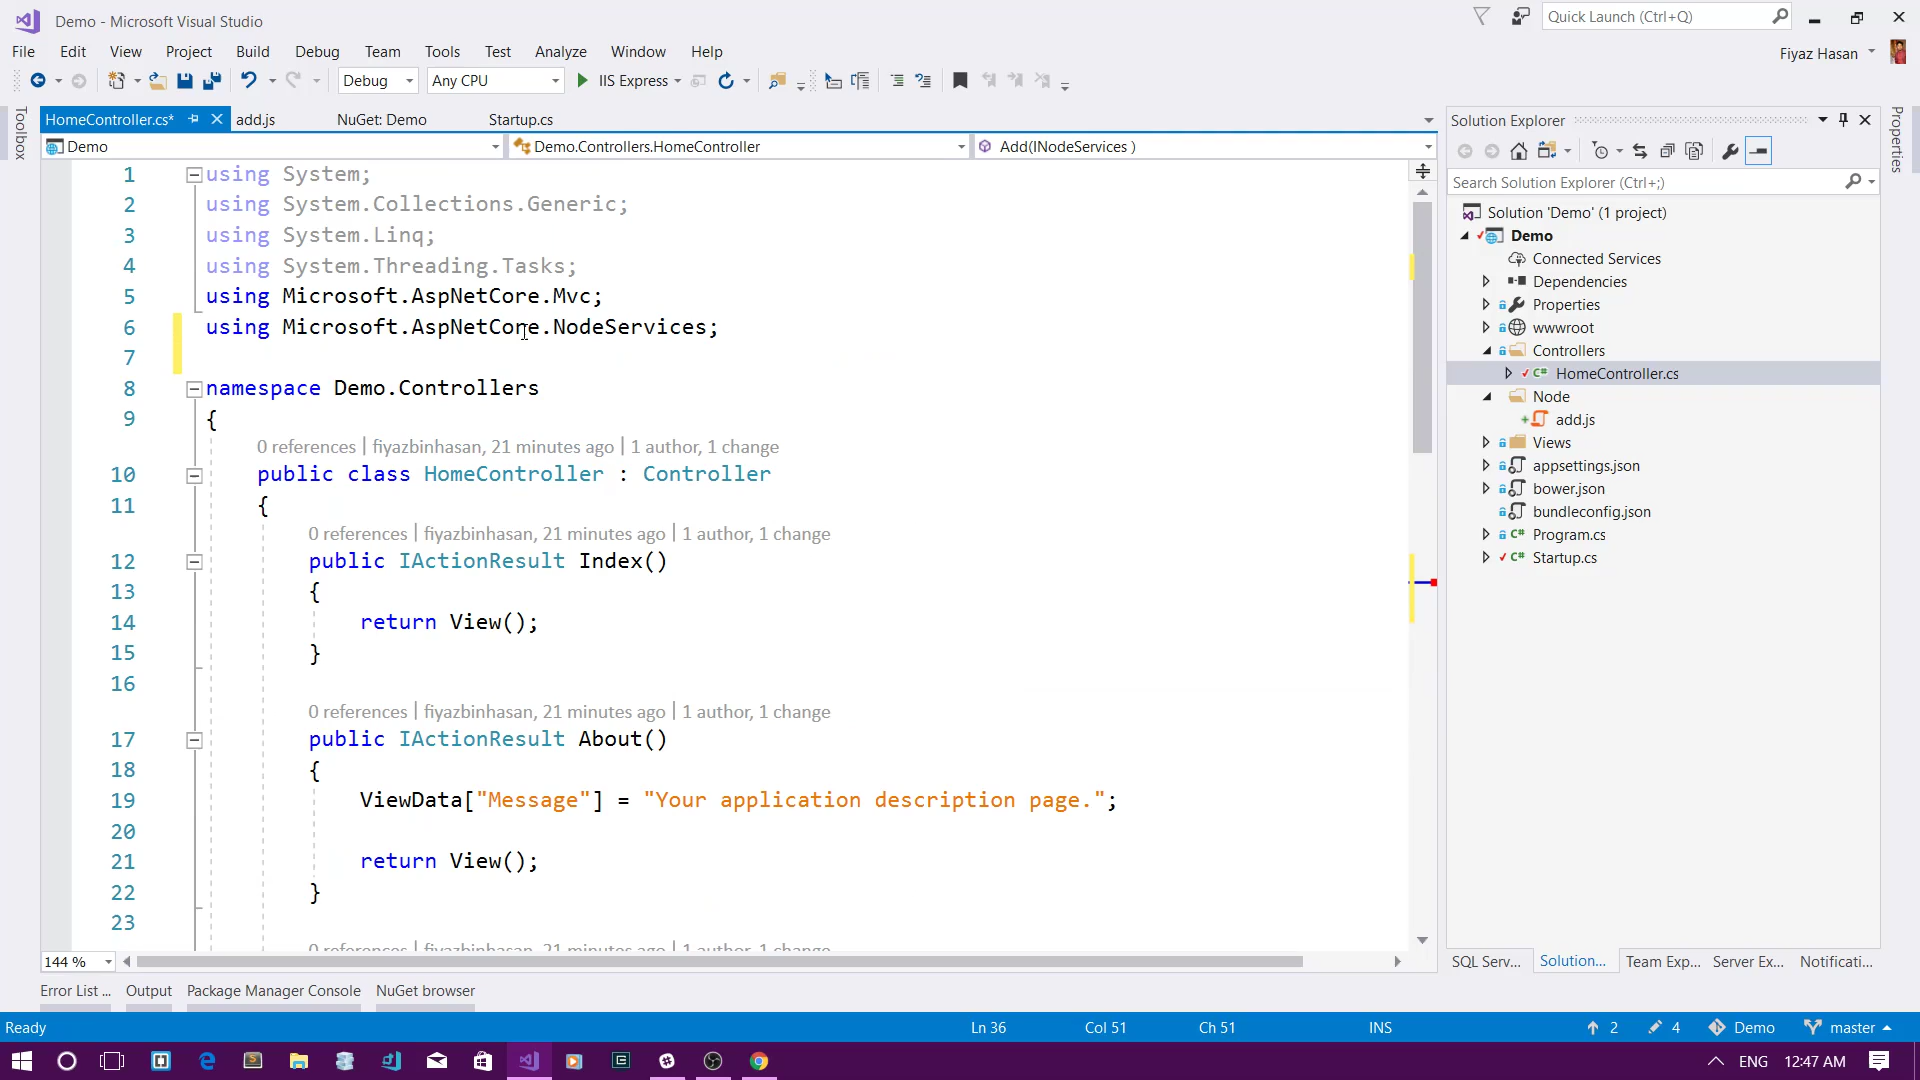 Demo - Microsoft Visual Studio
Quick Launch (Ctrl+Q)
File Edit View Project Build Debug Team Tools Test Analyze Window Help
Fiyaz Hasan
Debug Any CPU IIS Express
Toolbox
HomeController.cs* add.js NuGet: Demo Startup.cs
Demo Demo.Controllers.HomeController Add(INodeServices )
1 using System;
2 using System.Collections.Generic;
3 using System.Linq;
4 using System.Threading.Tasks;
5 using Microsoft.AspNetCore.Mvc;
6 using Microsoft.AspNetCore.NodeServices;
7
8 namespace Demo.Controllers
9 {
0 references | fiyazbinhasan, 21 minutes ago | 1 author, 1 change
10 public class HomeController : Controller
11 {
0 references | fiyazbinhasan, 21 minutes ago | 1 author, 1 change
12 public IActionResult Index()
13 {
14 return View();
15 }
16
0 references | fiyazbinhasan, 21 minutes ago | 1 author, 1 change
17 public IActionResult About()
18 {
19 ViewData["Message"] = "Your application description page.";
20
21 return View();
22 }
23
0 references | fiyazbinhasan, 21 minutes ago | 1 author, 1 change
144 %
Solution Explorer
Properties
Search Solution Explorer (Ctrl+;)
Solution 'Demo' (1 project)
Demo
Connected Services
Dependencies
Properties
wwwroot
Controllers
C# HomeController.cs
Node
add.js
Views
appsettings.json
bower.json
bundleconfig.json
C# Program.cs
C# Startup.cs
SQL Serv... Solution... Team Exp... Server Ex... Notificati...
Error List ... Output Package Manager Console NuGet browser
Ready Ln 36 Col 51 Ch 51 INS 2 4 Demo master
ENG 12:47 AM